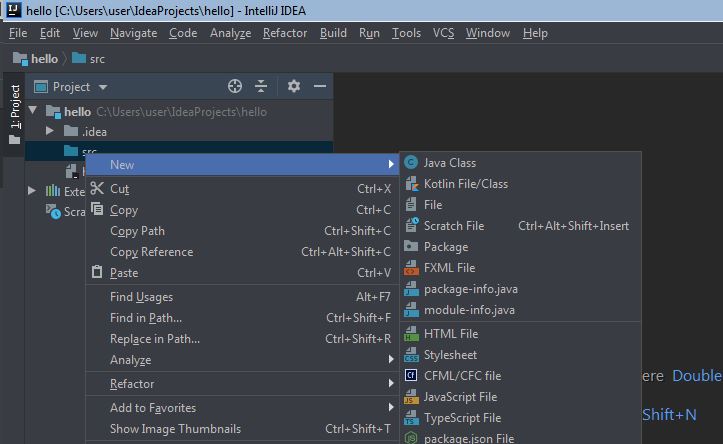 hello [C:\Users\user\IdeaProjects\hello] - IntelliJ IDEA
File Edit View Navigate Code Analyze Refactor Build Run Tools VCS Window Help
hello src
1: Project
Project
hello C:\Users\user\IdeaProjects\hello
.idea
src
New
Cut Ctrl+X
Copy Ctrl+C
Copy Path Ctrl+Shift+C
Copy Reference Ctrl+Alt+Shift+C
Paste Ctrl+V
Find Usages Alt+F7
Find in Path... Ctrl+Shift+F
Replace in Path... Ctrl+Shift+R
Analyze
Refactor
Add to Favorites
Show Image Thumbnails Ctrl+Shift+T
Java Class
Kotlin File/Class
File
Scratch File Ctrl+Alt+Shift+Insert
Package
FXML File
package-info.java
module-info.java
HTML File
Stylesheet
CFML/CFC file
JavaScript File
TypeScript File
package.json File
h
Exte
Scra
ere Double
Shift+N